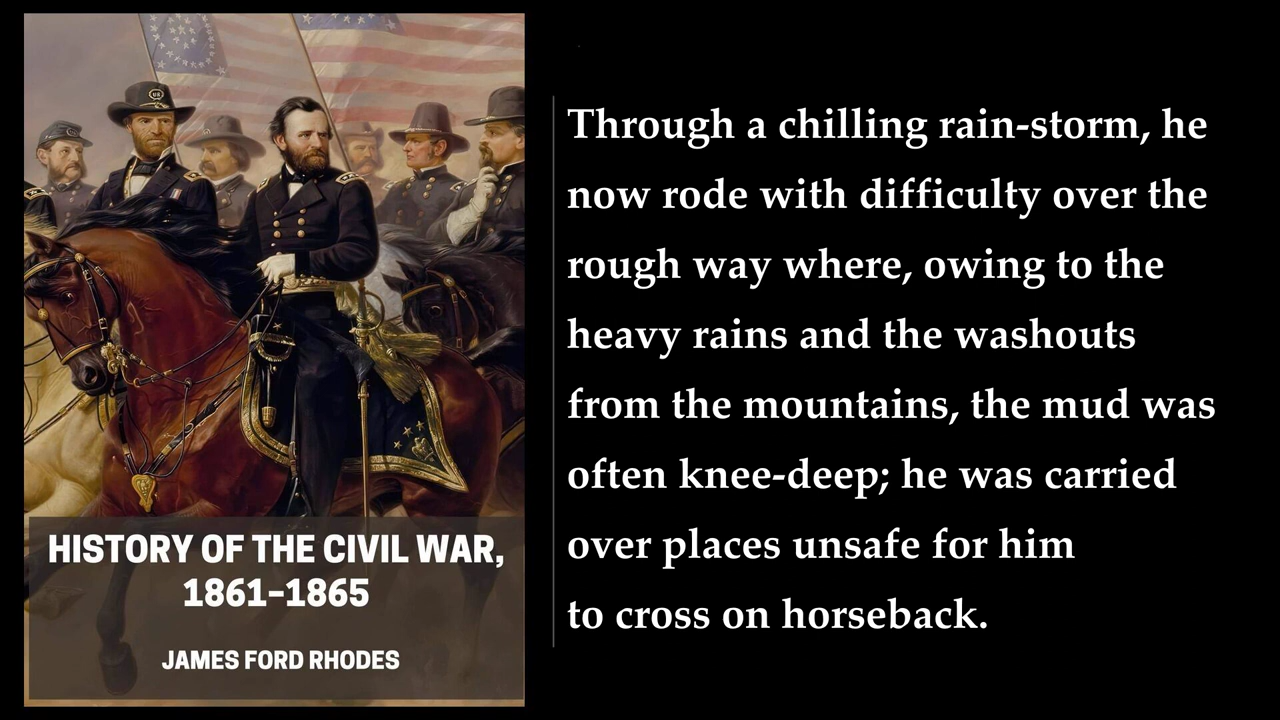 HISTORY OF THE CIVIL WAR,
1861–1865
JAMES FORD RHODES
Through a chilling rain-storm, he
now rode with difficulty over the
rough way where, owing to the
heavy rains and the washouts
from the mountains, the mud was
often knee-deep; he was carried
over places unsafe for him
to cross on horseback.